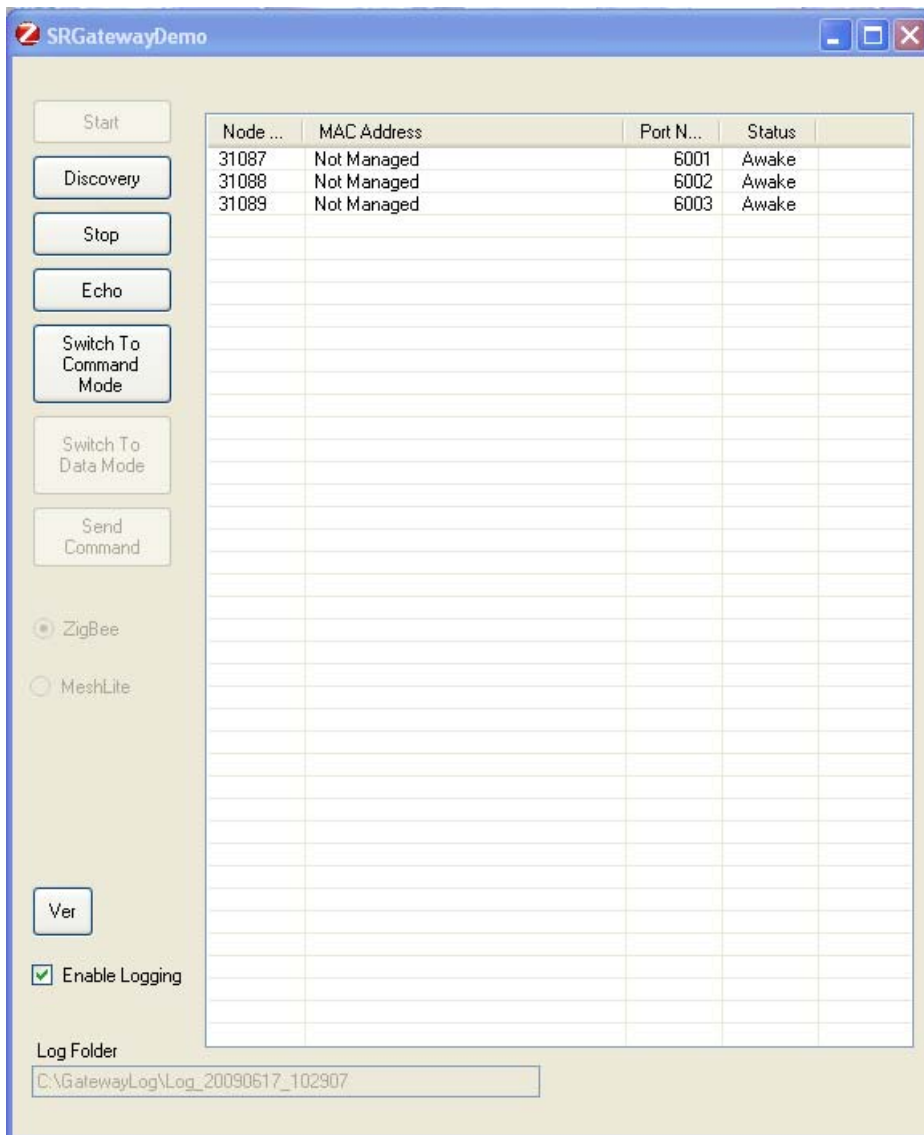 SRGatewayDemo
Start
Discovery
Stop
Echo
Switch To
Command
Mode
Switch To
Data Mode
Send
Command
ZigBee
MeshLite
Ver
Enable Logging
Node ... MAC Address Port N... Status
31087 Not Managed 6001 Awake
31088 Not Managed 6002 Awake
31089 Not Managed 6003 Awake
Log Folder
C:\GatewayLog\Log_20090617_102907